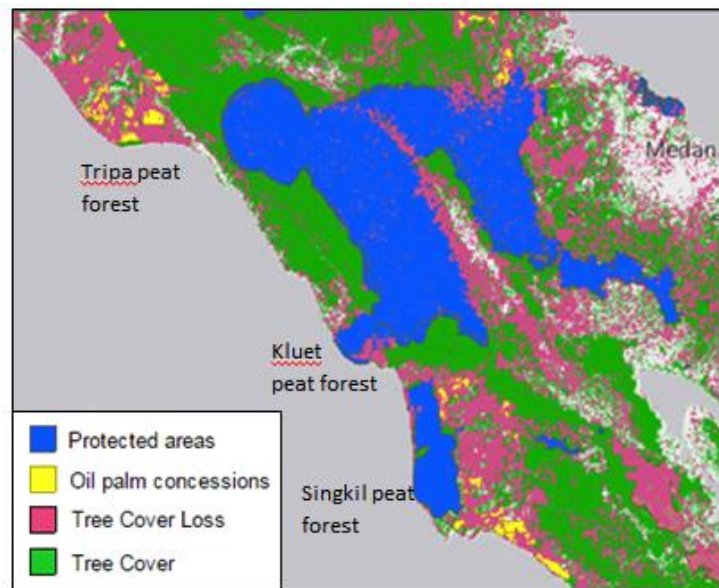 Medan
Tripa peat
forest
Kluet
peat forest
Singkil peat
forest
Protected areas
Oil palm concessions
Tree Cover Loss
Tree Cover